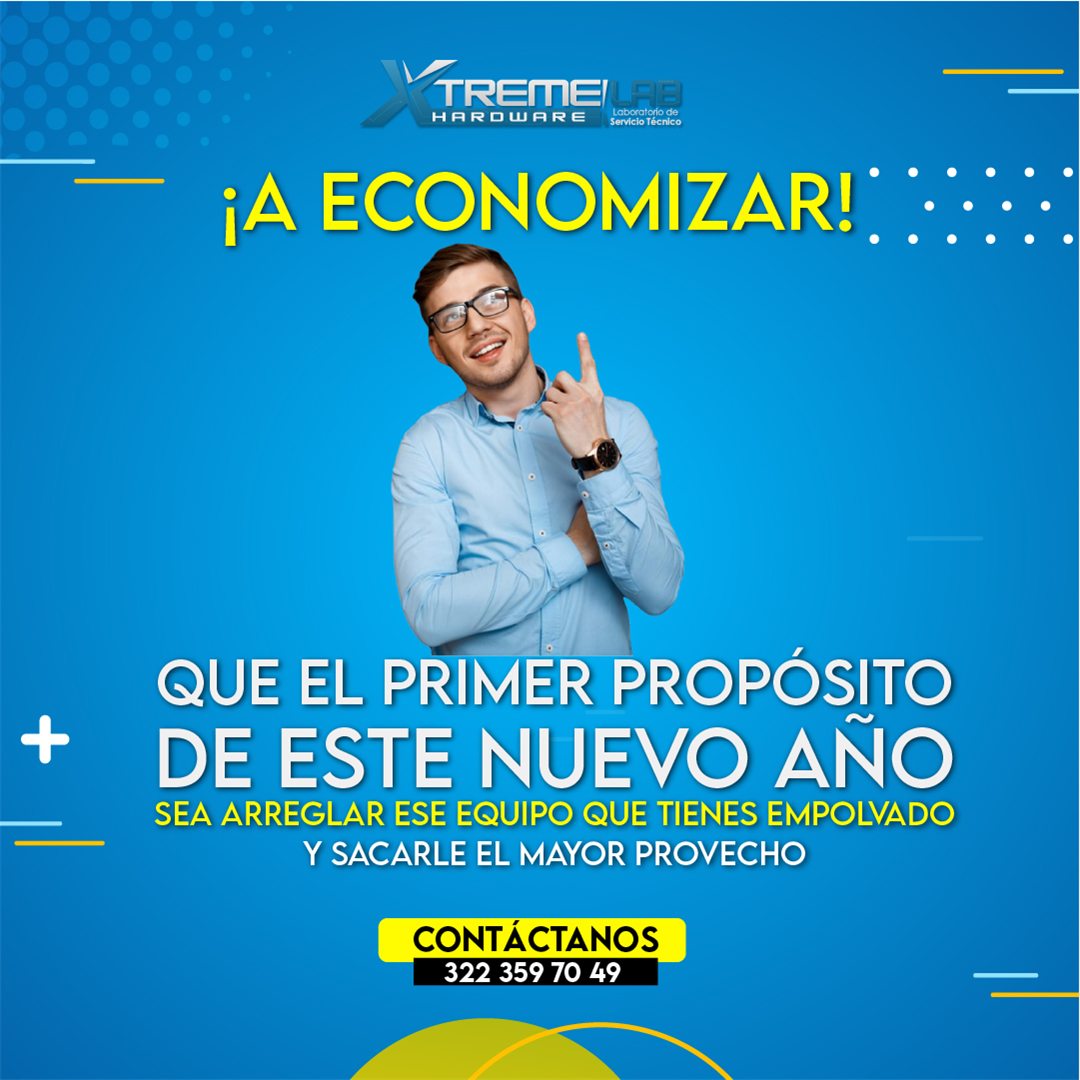 XTREME LAB
HARDWARE
Laboratorio de
Servicio Técnico
¡A ECONOMIZAR!
QUE EL PRIMER PROPÓSITO
DE ESTE NUEVO AÑO
SEA ARREGLAR ESE EQUIPO QUE TIENES EMPOLVADO
Y SACARLE EL MAYOR PROVECHO
CONTÁCTANOS
322 359 70 49